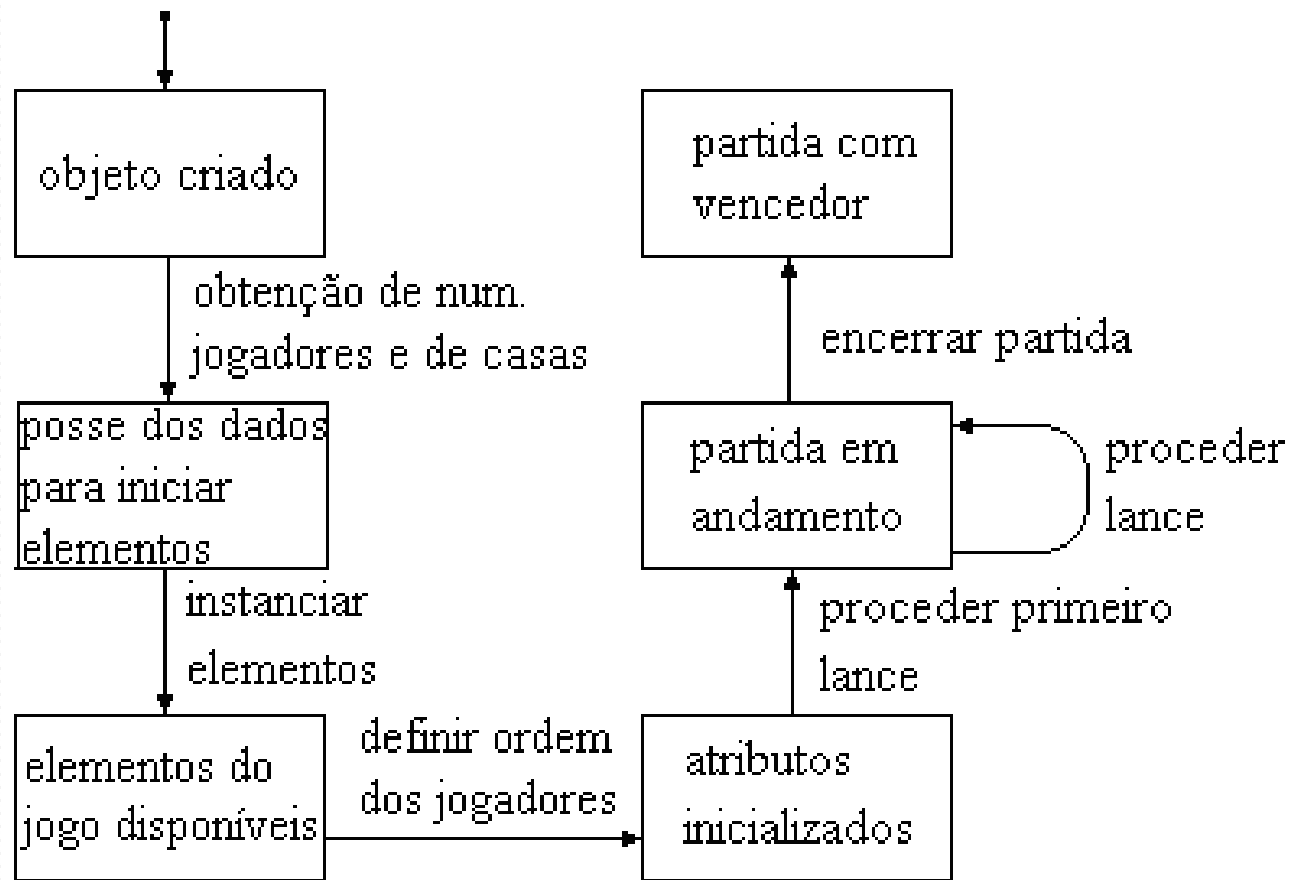 objeto criado
obtenção de num.
jogadores e de casas
posse dos dados
para iniciar
elementos
instanciar
elementos
elementos do
jogo disponíveis
definir ordem
dos jogadores
atributos
inicializados
proceder primeiro
lance
partida em
andamento
proceder
lance
encerrar partida
partida com
vencedor